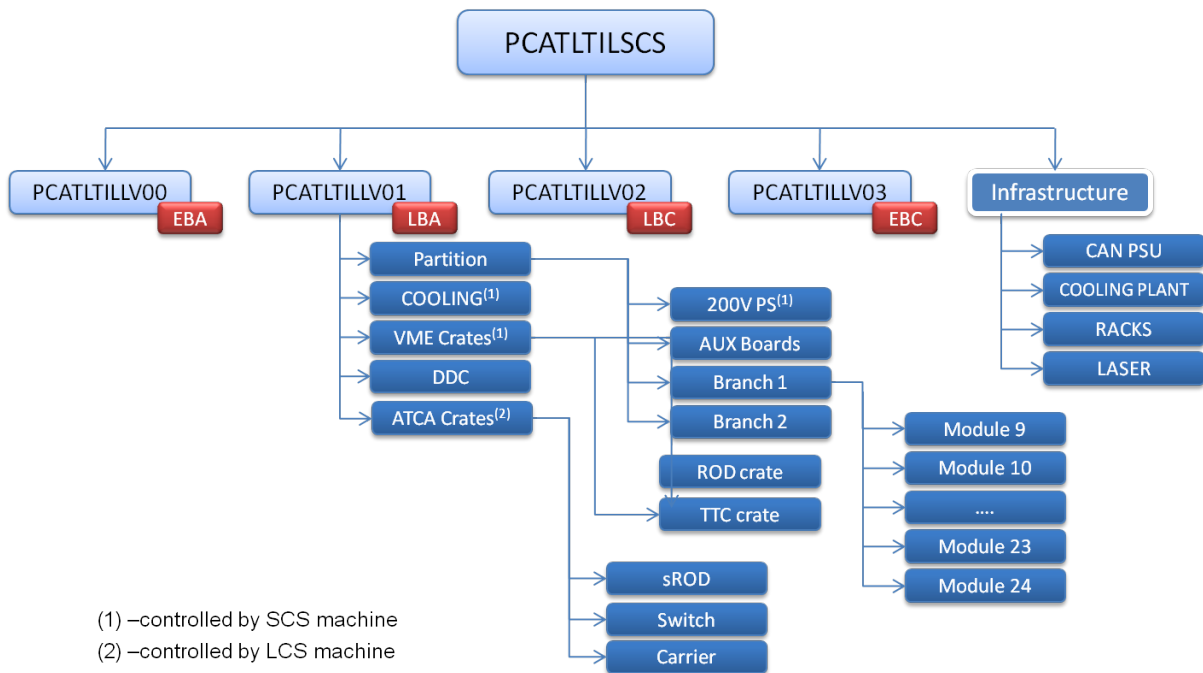 PCATLTILSCS
PCATLTILLV00
EBA
PCATLTILLV01
LBA
PCATLTILLV02
LBC
PCATLTILLV03
EBC
Infrastructure
Partition
COOLING(1)
VME Crates(1)
DDC
ATCA Crates(2)
200V PS(1)
AUX Boards
Branch 1
Branch 2
ROD crate
TTC crate
sROD
Switch
Carrier
Module 9
Module 10
....
Module 23
Module 24
CAN PSU
COOLING PLANT
RACKS
LASER
(1) –controlled by SCS machine
(2) –controlled by LCS machine